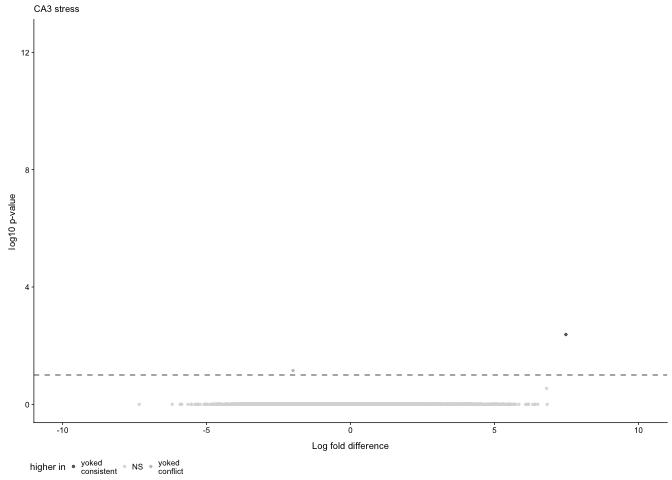 CA3 stress
12
8
4
0
log10 p-value
-10
-5
0
5
10
Log fold difference
higher in
yoked
consistent
NS
yoked
conflict